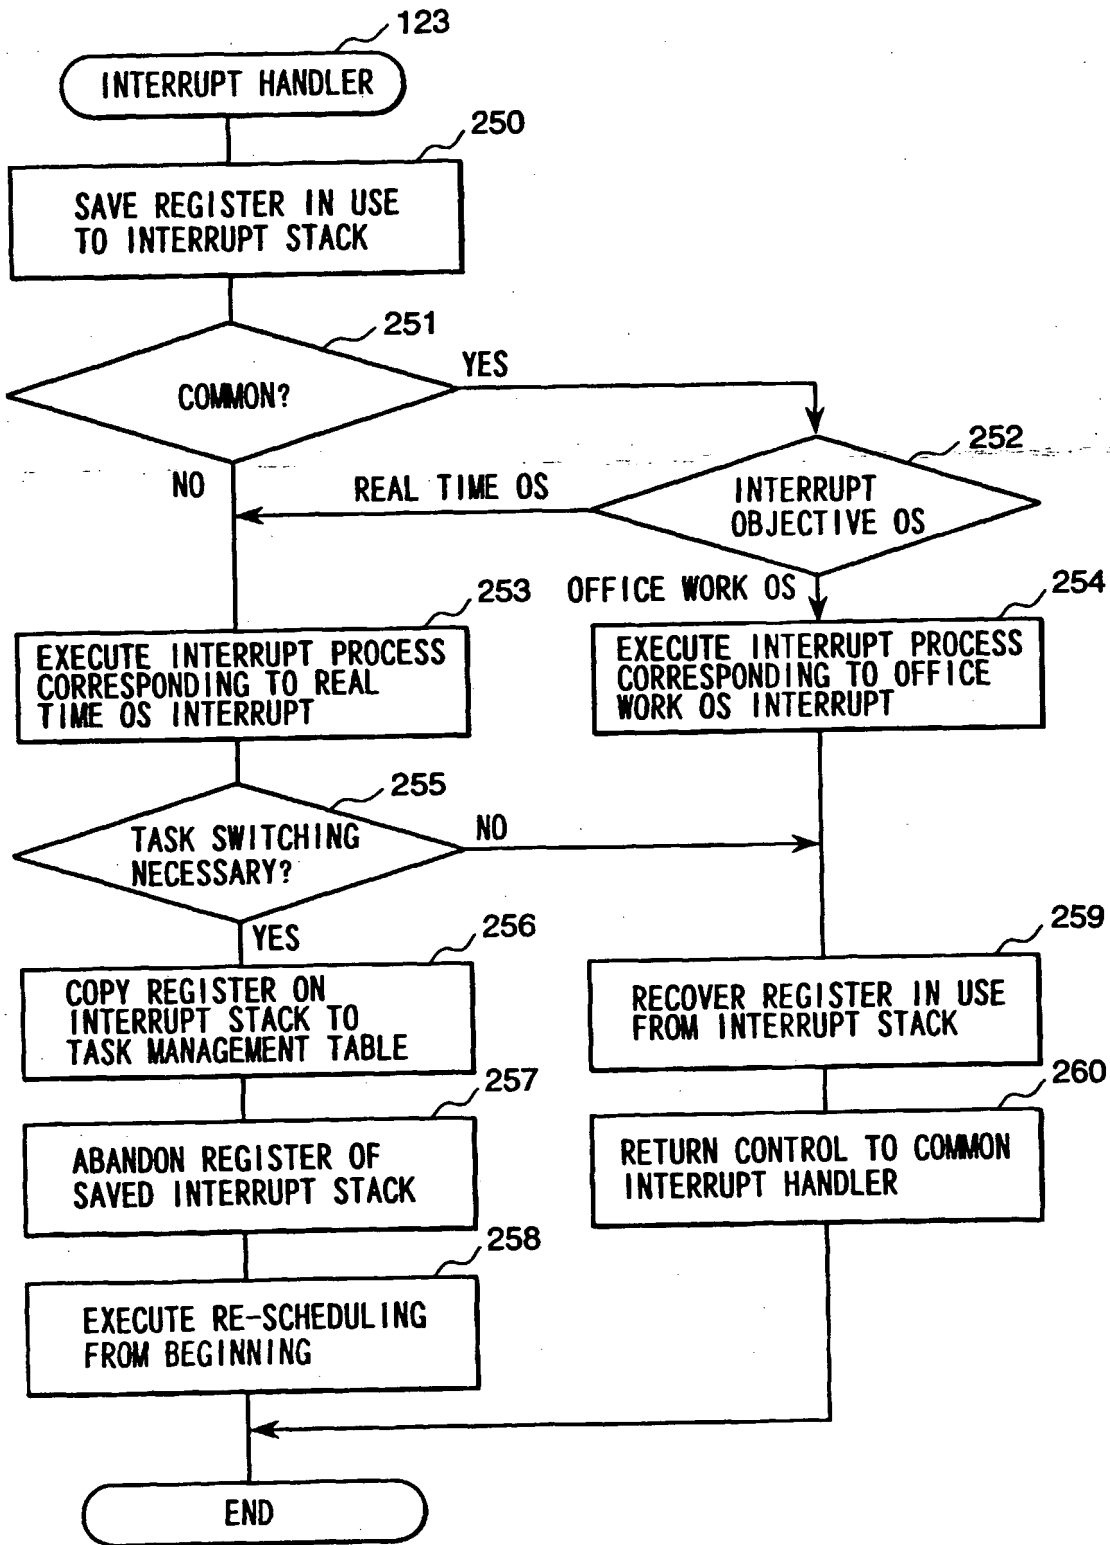 123
INTERRUPT HANDLER
250
SAVE REGISTER IN USE
TO INTERRUPT STACK
251
COMMON?
YES
NO
252
INTERRUPT
OBJECTIVE OS
REAL TIME OS
OFFICE WORK OS
253
EXECUTE INTERRUPT PROCESS
CORRESPONDING TO REAL
TIME OS INTERRUPT
254
EXECUTE INTERRUPT PROCESS
CORRESPONDING TO OFFICE
WORK OS INTERRUPT
255
TASK SWITCHING
NECESSARY?
NO
YES
256
COPY REGISTER ON
INTERRUPT STACK TO
TASK MANAGEMENT TABLE
257
ABANDON REGISTER OF
SAVED INTERRUPT STACK
258
EXECUTE RE-SCHEDULING
FROM BEGINNING
259
RECOVER REGISTER IN USE
FROM INTERRUPT STACK
260
RETURN CONTROL TO COMMON
INTERRUPT HANDLER
END